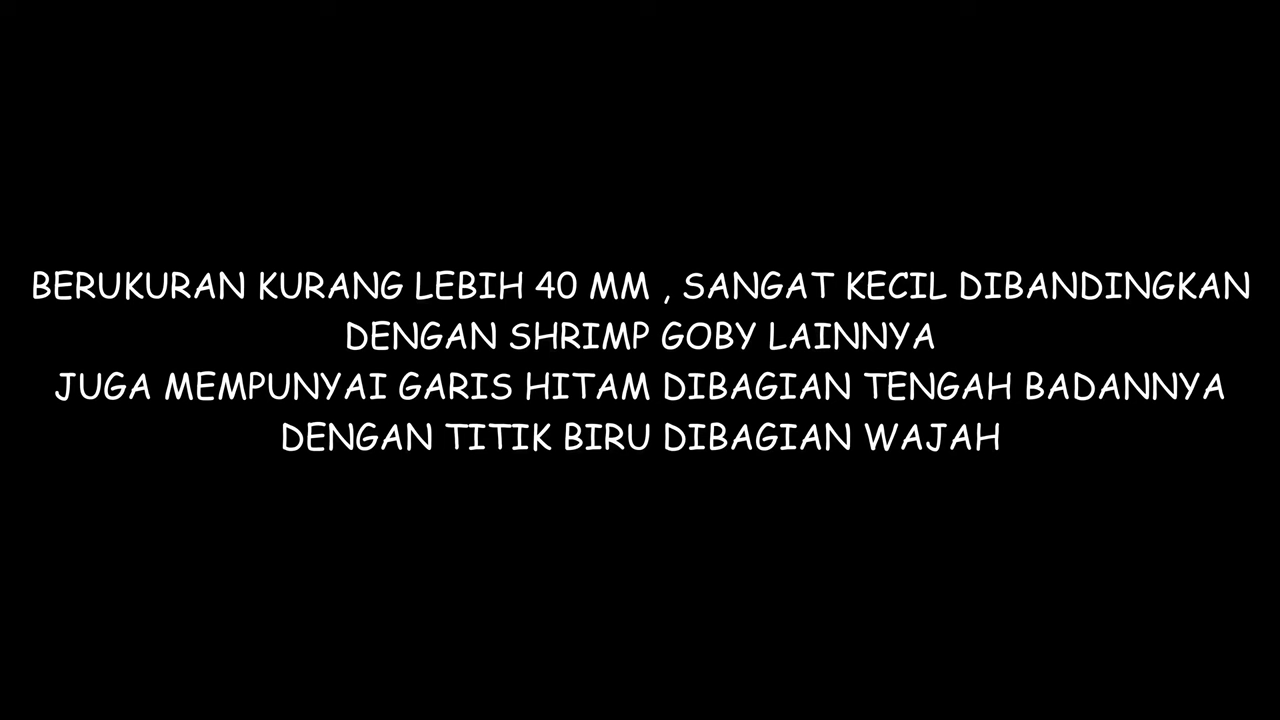 BERUKURAN KURANG LEBIH 40 MM , SANGAT KECIL DIBANDINGKAN
DENGAN SHRIMP GOBY LAINNYA
JUGA MEMPUNYAI GARIS HITAM DIBAGIAN TENGAH BADANNYA
DENGAN TITIK BIRU DIBAGIAN WAJAH